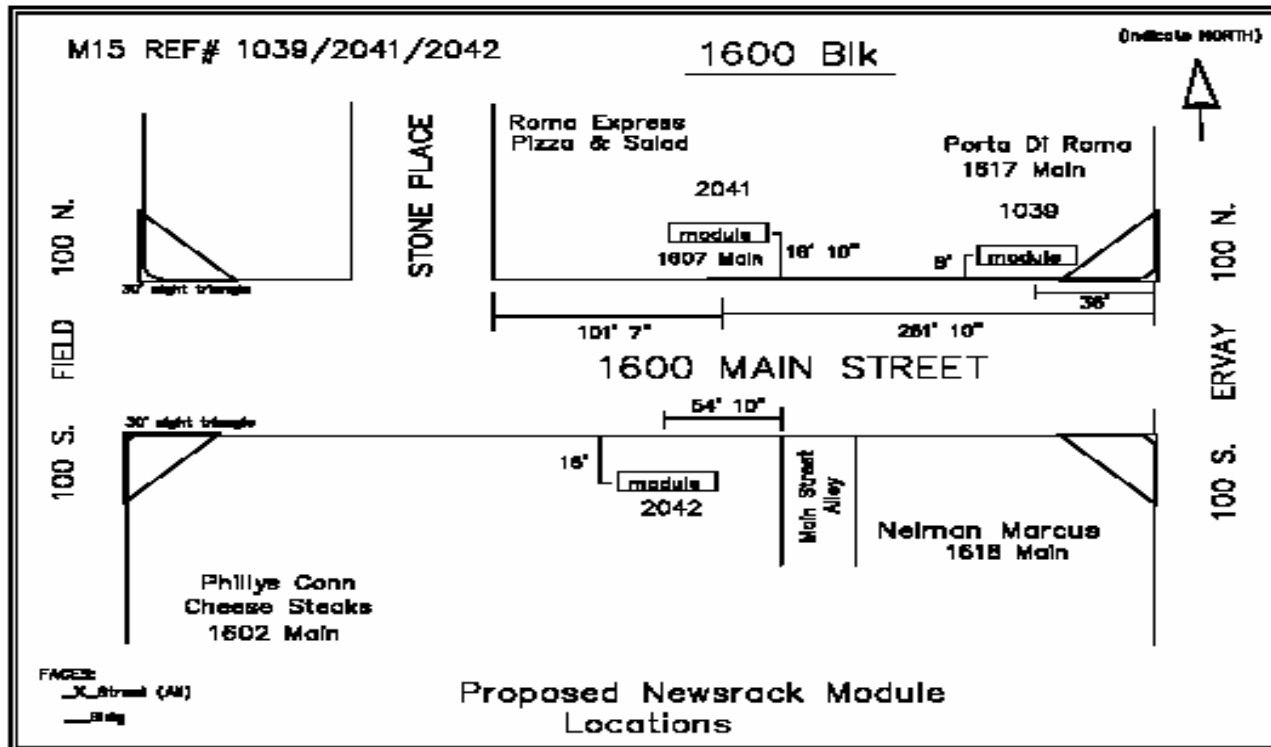 M15 REF# 1039/2041/2042
1600 Blk
(Indicate NORTH)
Roma Express
Pizza & Salad
Porta Di Roma
1617 Main
STONE PLACE
2041
module
1607 Main
16' 10"
1039
module
100 N.
30' sight triangle
100 N.
36'
101' 7"
261' 10"
FIELD
1600 MAIN STREET
ERVAY
30' sight triangle
54' 10"
100 S.
16'
module
2042
Main Street
Alley
Neiman Marcus
1618 Main
100 S.
Phillys Conn
Cheese Steaks
1602 Main
FACES:
_X_Street (All)
___Bldg
Proposed Newsrack Module
Locations